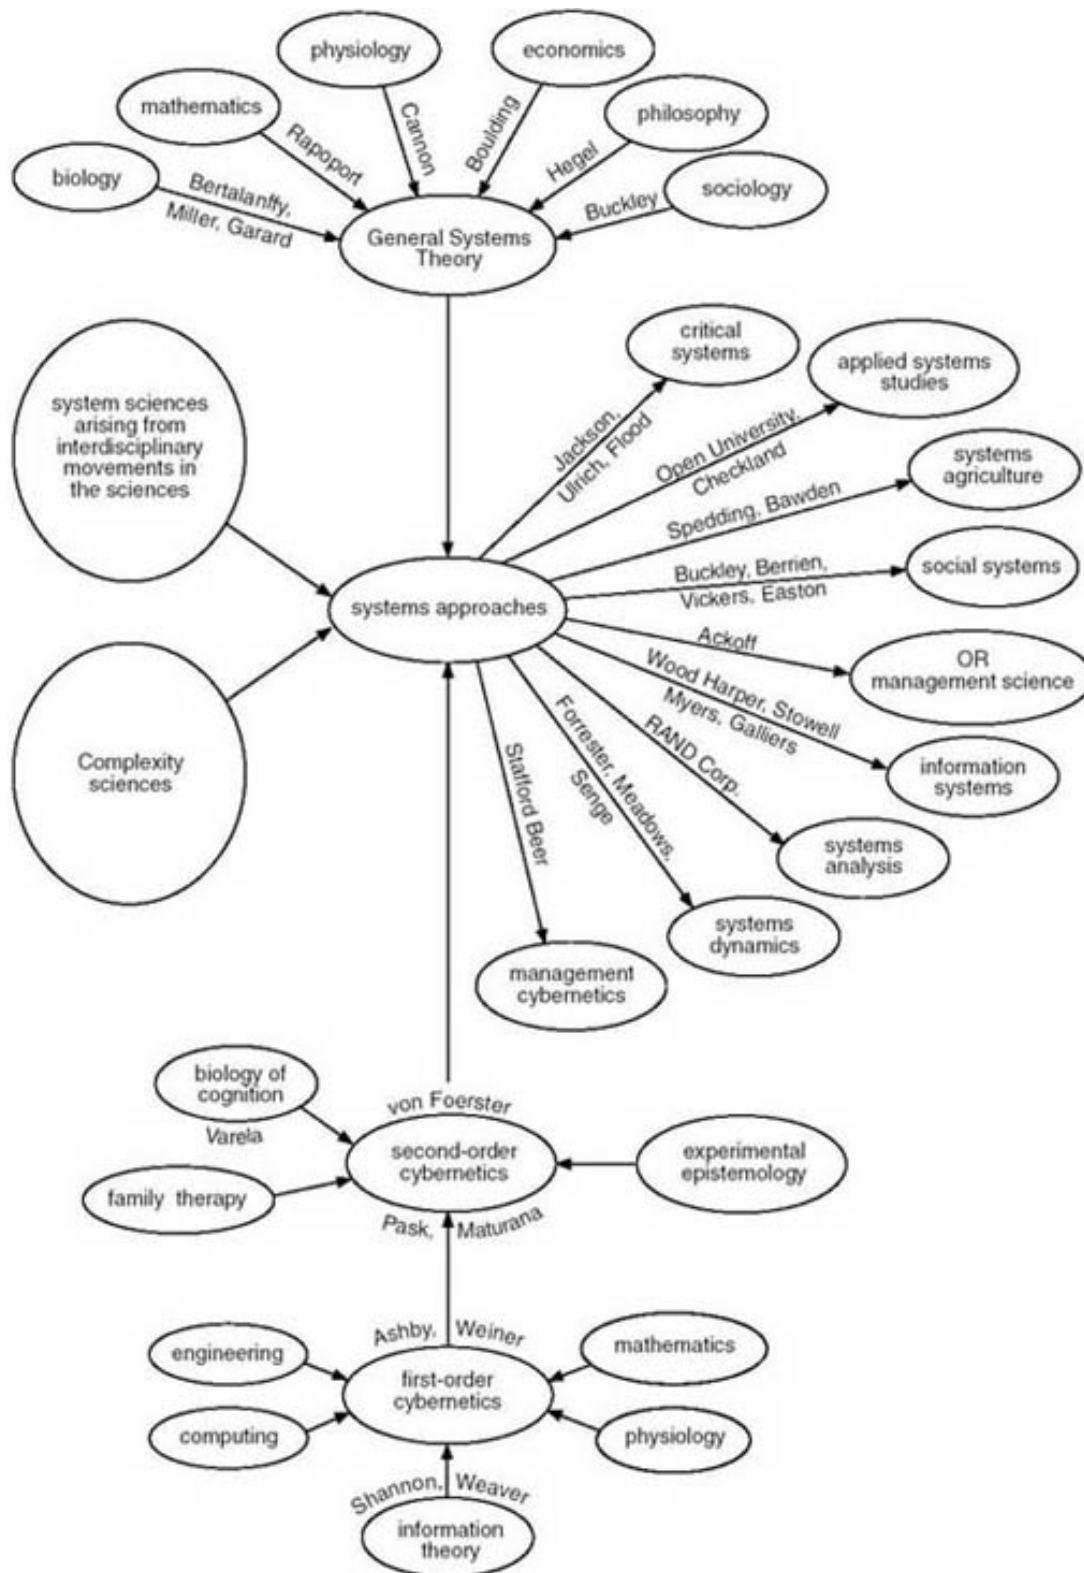 physiology
economics
mathematics
philosophy
biology
sociology
Bertalanffy,
Miller, Garard
Rapoport
Cannon
Boulding
Hegel
Buckley
General Systems
Theory
critical
systems
applied systems
studies
system sciences
arising from
interdisciplinary
movements in
the sciences
Jackson,
Ulrich, Flood
Open University,
Checkland
systems
agriculture
Spedding, Bawden
social systems
Buckley, Berrien,
Vickers, Easton
systems approaches
Ackoff
OR
management science
Wood Harper, Stowell
Myers, Galliers
information
systems
RAND Corp.
systems
analysis
Complexity
sciences
Forrester, Meadows,
Senge
systems
dynamics
Stafford Beer
management
cybernetics
biology of
cognition
Varela
von Foerster
second-order
cybernetics
experimental
epistemology
family therapy
Pask, Maturana
Ashby, Weiner
engineering
mathematics
first-order
cybernetics
computing
physiology
Shannon, Weaver
information
theory